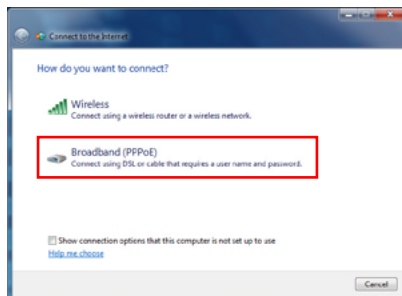 Connect to the Internet
How do you want to connect?
Wireless
Connect using a wireless router or a wireless network.
Broadband (PPPoE)
Connect using DSL or cable that requires a user name and password.
Show connection options that this computer is not set up to use
Help me choose
Cancel